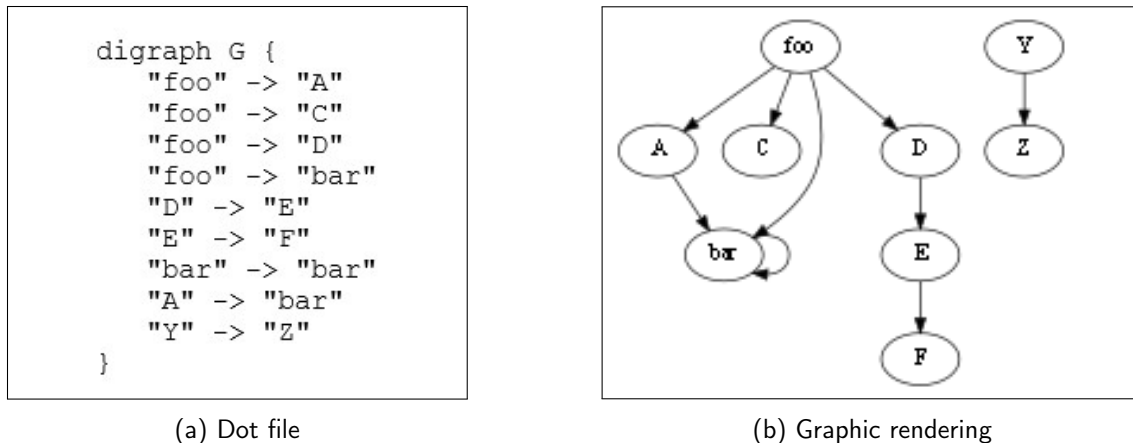 digraph G {
"foo" -> "A"
"foo" -> "C"
"foo" -> "D"
"foo" -> "bar"
"D" -> "E"
"E" -> "F"
"bar" -> "bar"
"A" -> "bar"
"Y" -> "Z"
}
(a) Dot file
foo Y
A C D Z
bar E
F
(b) Graphic rendering